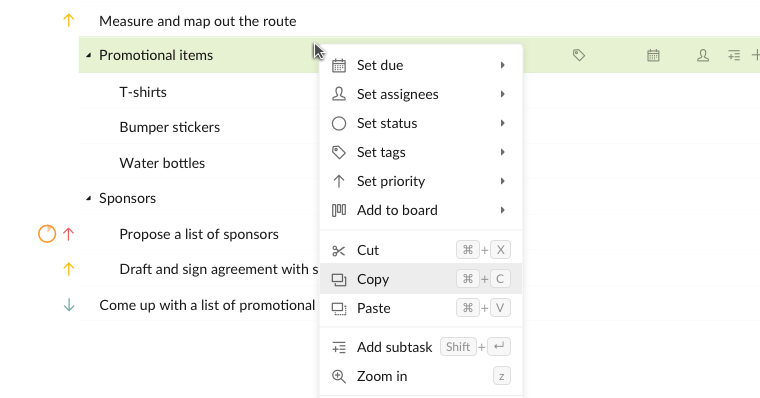 Measure and map out the route
Promotional items
T-shirts
Bumper stickers
Water bottles
Sponsors
Propose a list of sponsors
Draft and sign agreement with s
Come up with a list of promotional
Set due
Set assignees
Set status
Set tags
Set priority
Add to board
Cut ⌘ + X
Copy ⌘ + C
Paste ⌘ + V
Add subtask Shift + ↵
Zoom in z